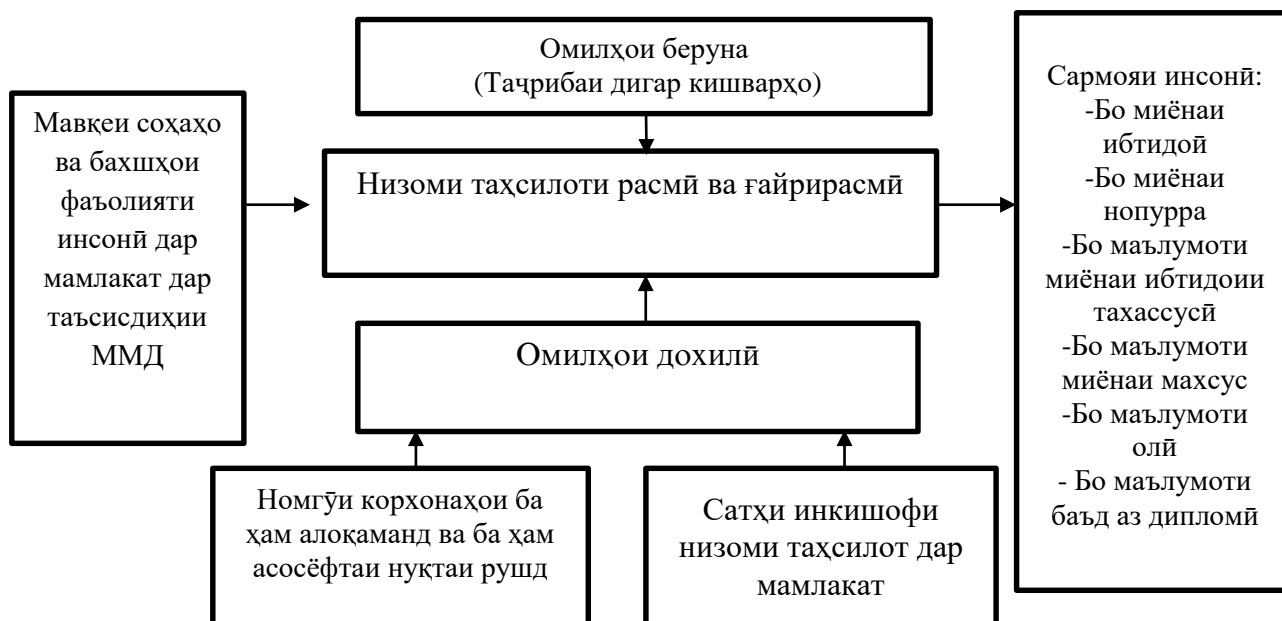 Омилҳои беруна
(Таҷрибаи дигар кишварҳо)
Мавқеи соҳаҳо
ва бахшҳои
фаъолияти
инсонӣ дар
мамлакат дар
таъсисдиҳии
ММД
Низоми таҳсилоти расмӣ ва ғайрирасмӣ
Омилҳои дохилӣ
Номгӯи корхонаҳои ба
ҳам алоқаманд ва ба ҳам
асосёфтаи нуқтаи рушд
Сатҳи инкишофи
низоми таҳсилот дар
мамлакат
Сармояи инсонӣ:
-Бо миёнаи
ибтидоӣ
-Бо миёнаи
нопурра
-Бо маълумоти
миёнаи ибтидоии
тахассусӣ
-Бо маълумоти
миёнаи махсус
-Бо маълумоти
олӣ
- Бо маълумоти
баъд аз дипломӣ